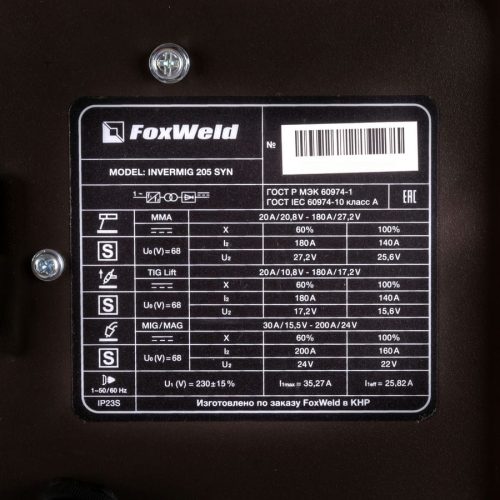 FoxWeld
№
MODEL: INVERMIG 205 SYN
1~
ГОСТ Р МЭК 60974-1
ГОСТ IEC 60974-10 класс А
EAC
MMA 20A/20,8V - 180A/27,2V
S U₀(V)=68 X 60% 100%
I₂ 180A 140A
U₂ 27,2V 25,6V
TIG Lift 20A/10,8V - 180A/17,2V
S U₀(V)=68 X 60% 100%
I₂ 180A 140A
U₂ 17,2V 15,6V
MIG/MAG 30A/15,5V - 200A/24V
S U₀(V)=68 X 60% 100%
I₂ 200A 160A
U₂ 24V 22V
1~50/60 Hz U₁ (V) = 230±15% I₁max = 35,27A I₁eff = 25,82A
IP23S Изготовлено по заказу FoxWeld в КНР